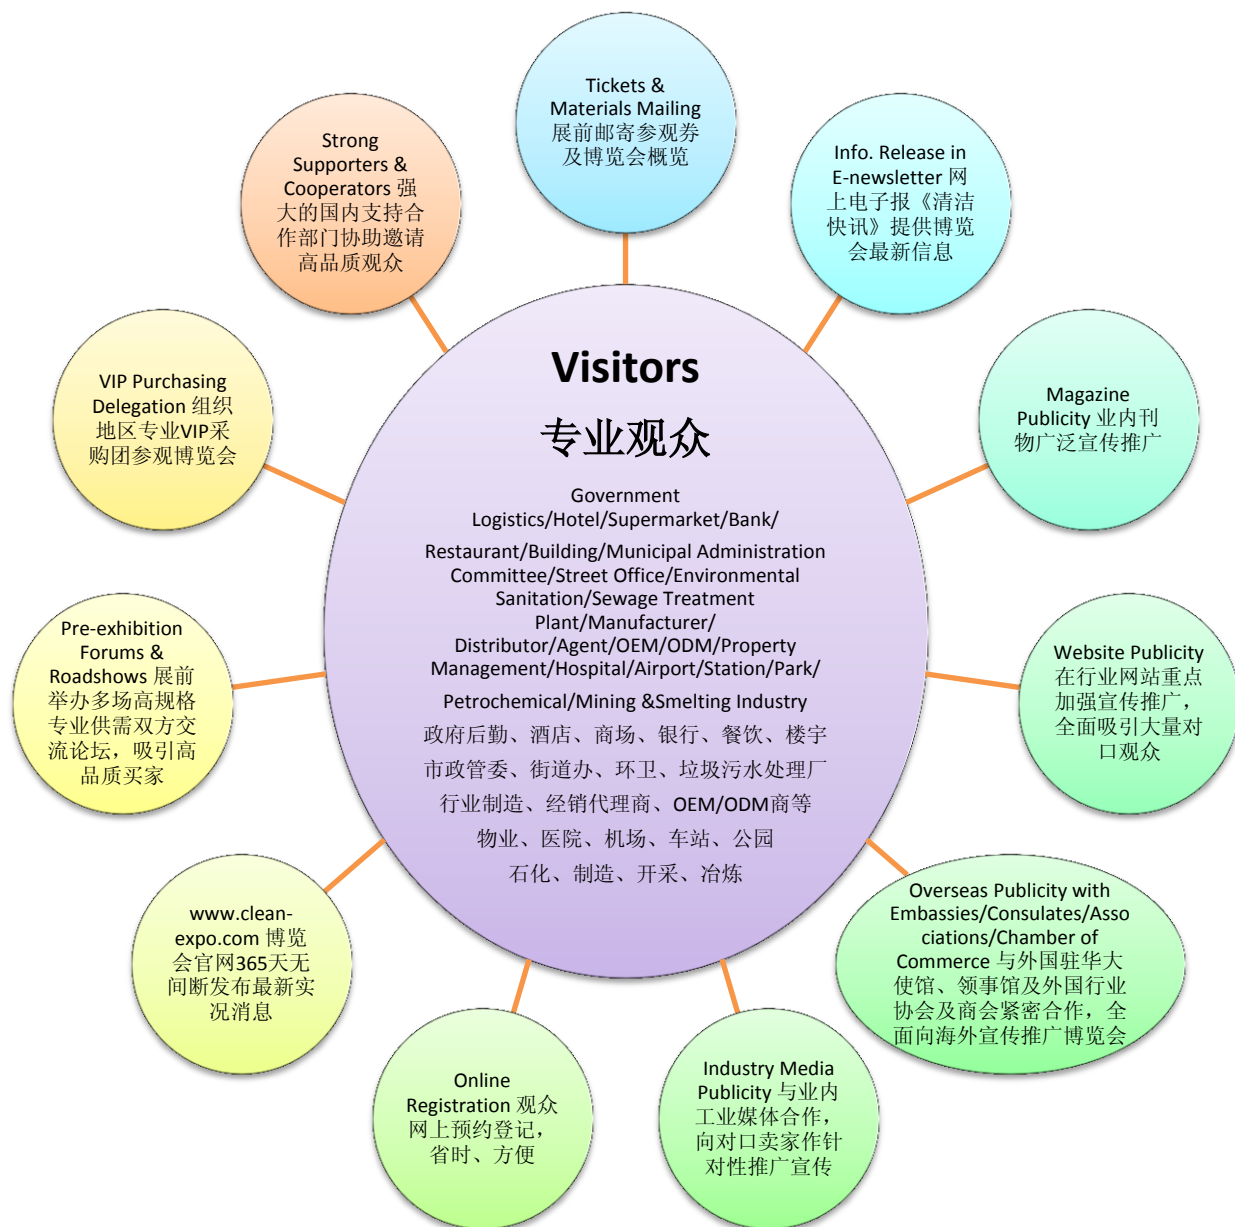 Tickets &
Materials Mailing
展前邮寄参观券
及博览会概览
Info. Release in
E-newsletter 网
上电子报《清洁
快讯》提供博览
会最新信息
Magazine
Publicity 业内刊
物广泛宣传推广
Website Publicity
在行业网站重点
加强宣传推广，
全面吸引大量对
口观众
Overseas Publicity with
Embassies/Consulates/Asso
ciations/Chamber of
Commerce 与外国驻华大
使馆、领事馆及外国行业
协会及商会紧密合作，全
面向海外宣传推广博览会
Industry Media
Publicity 与业内
工业媒体合作，
向对口卖家作针
对性推广宣传
Online
Registration 观众
网上预约登记，
省时、方便
www.clean-
expo.com 博览
会官网365天无
间断发布最新实
况消息
Pre-exhibition
Forums &
Roadshows 展前
举办多场高规格
专业供需双方交
流论坛，吸引高
品质买家
VIP Purchasing
Delegation 组织
地区专业VIP采
购团参观博览会
Strong
Supporters &
Cooperators 强
大的国内支持合
作部门协助邀请
高品质观众
Visitors
专业观众
Government
Logistics/Hotel/Supermarket/Bank/
Restaurant/Building/Municipal Administration
Committee/Street Office/Environmental
Sanitation/Sewage Treatment
Plant/Manufacturer/
Distributor/Agent/OEM/ODM/Property
Management/Hospital/Airport/Station/Park/
Petrochemical/Mining &Smelting Industry
政府后勤、酒店、商场、银行、餐饮、楼宇
市政管委、街道办、环卫、垃圾污水处理厂
行业制造、经销代理商、OEM/ODM商等
物业、医院、机场、车站、公园
石化、制造、开采、冶炼